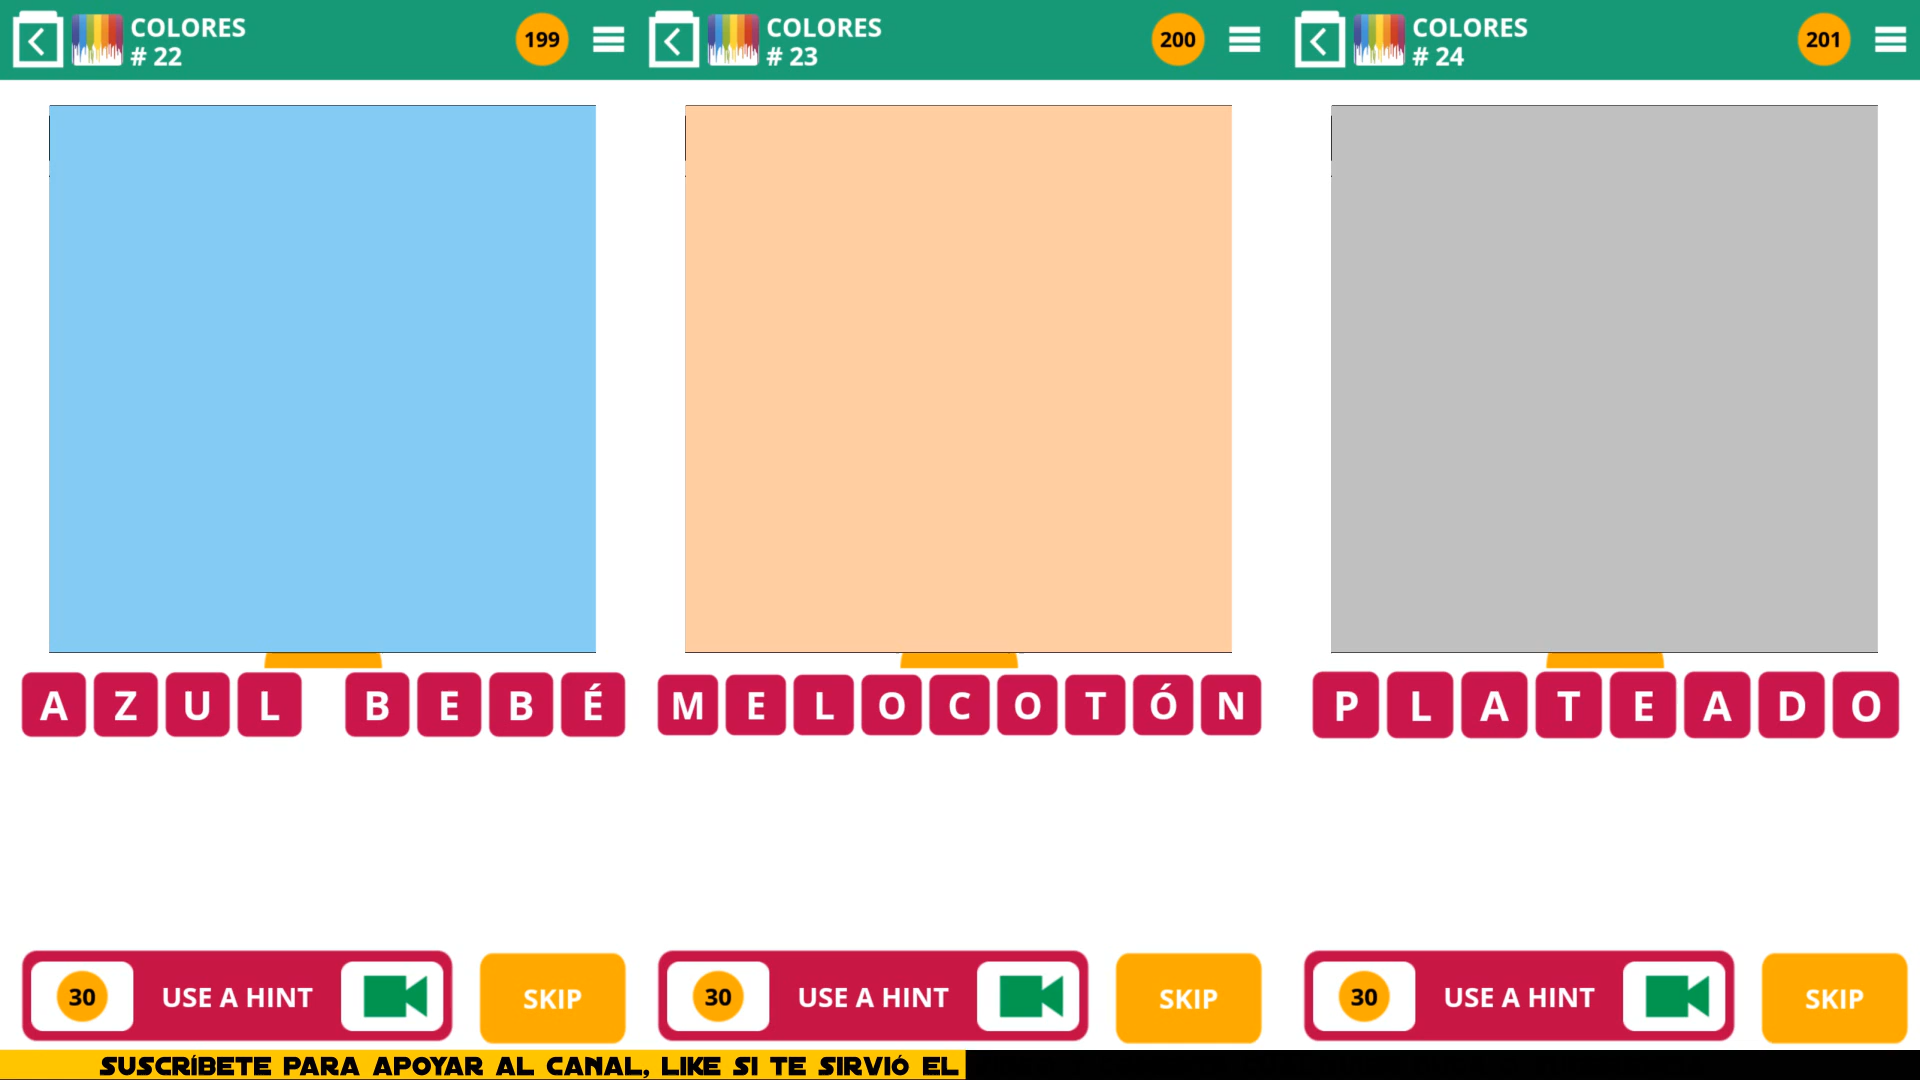 COLORES
# 22
199
AZUL BEBÉ
30
USE A HINT
SKIP
COLORES
# 23
200
MELOCOTÓN
30
USE A HINT
SKIP
COLORES
# 24
201
PLATEADO
30
USE A HINT
SKIP
SUSCRÍBETE PARA APOYAR AL CANAL, LIKE SI TE SIRVIÓ EL